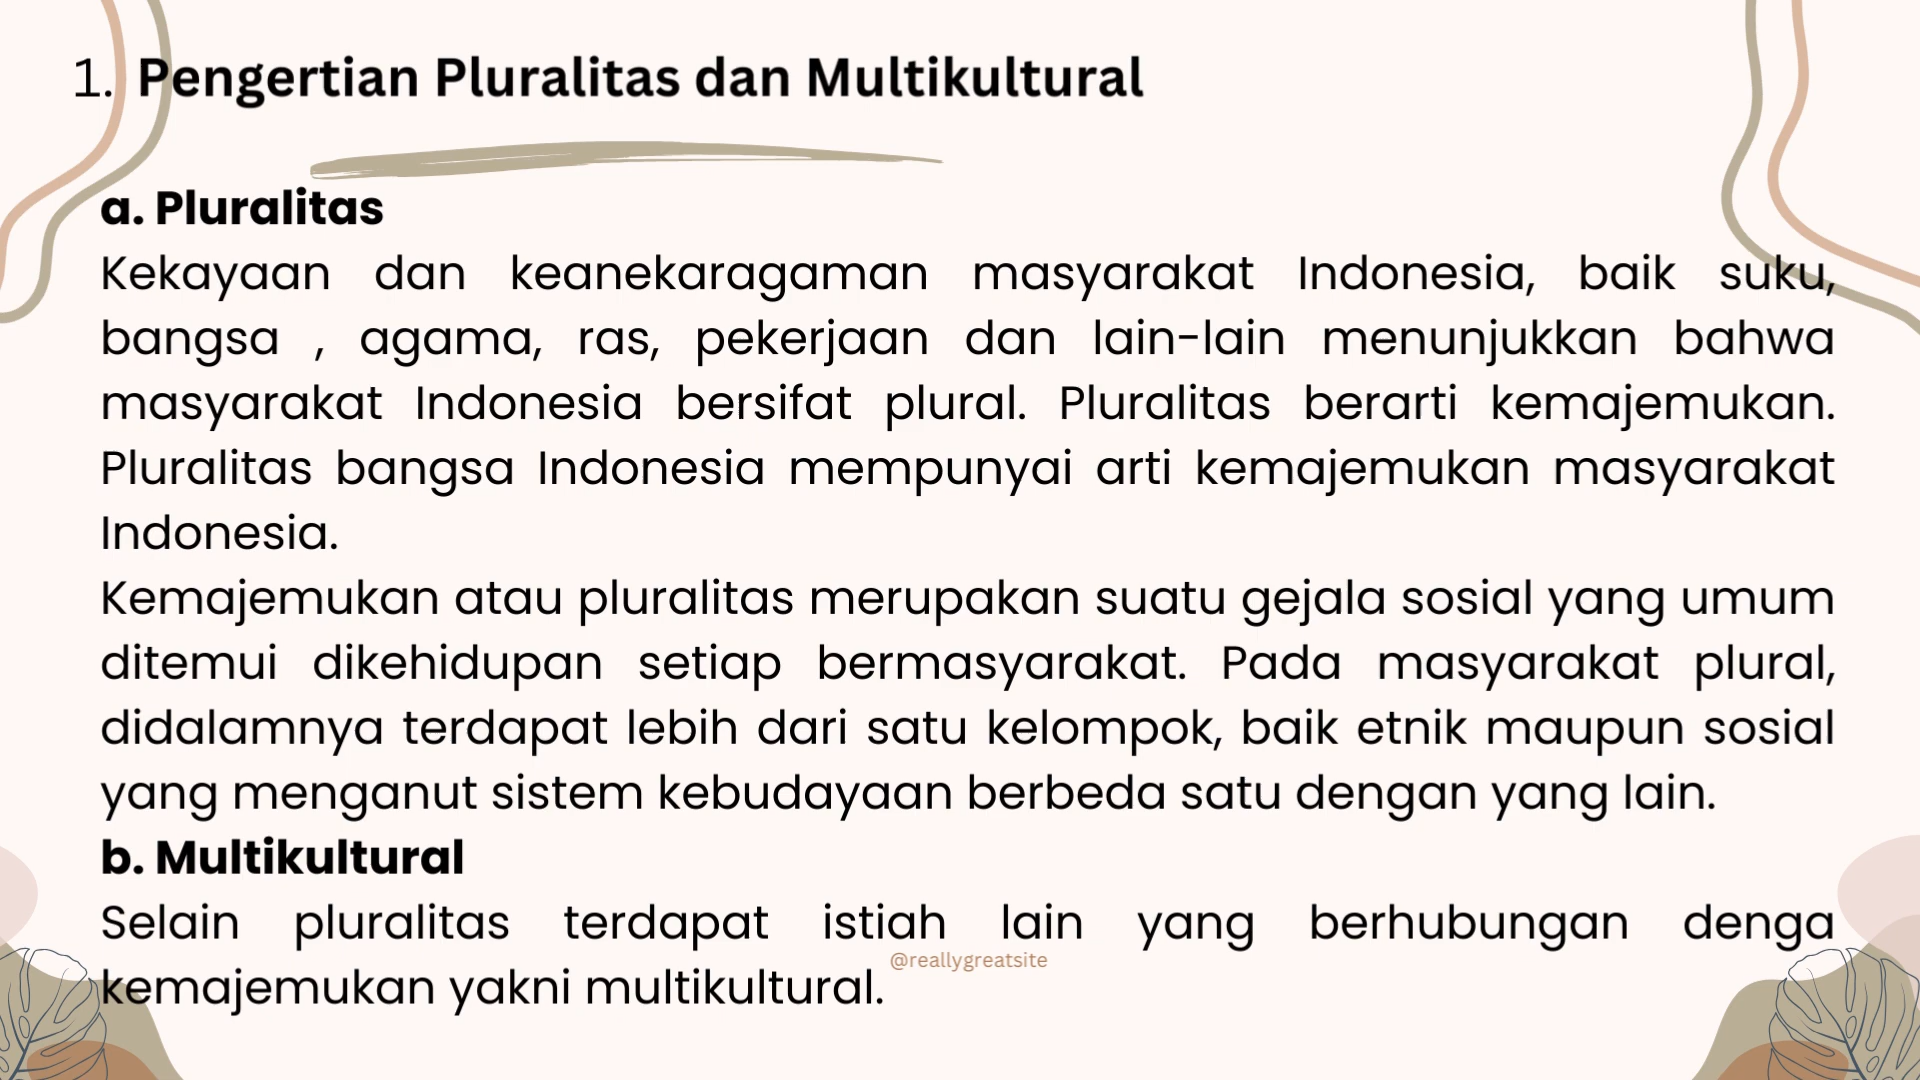 1. Pengertian Pluralitas dan Multikultural
a. Pluralitas
Kekayaan dan keanekaragaman masyarakat Indonesia, baik suku,
bangsa , agama, ras, pekerjaan dan lain-lain menunjukkan bahwa
masyarakat Indonesia bersifat plural. Pluralitas berarti kemajemukan.
Pluralitas bangsa Indonesia mempunyai arti kemajemukan masyarakat
Indonesia.
Kemajemukan atau pluralitas merupakan suatu gejala sosial yang umum
ditemui dikehidupan setiap bermasyarakat. Pada masyarakat plural,
didalamnya terdapat lebih dari satu kelompok, baik etnik maupun sosial
yang menganut sistem kebudayaan berbeda satu dengan yang lain.
b. Multikultural
Selain pluralitas terdapat istiah lain yang berhubungan denga
kemajemukan yakni multikultural.
@reallygreatsite